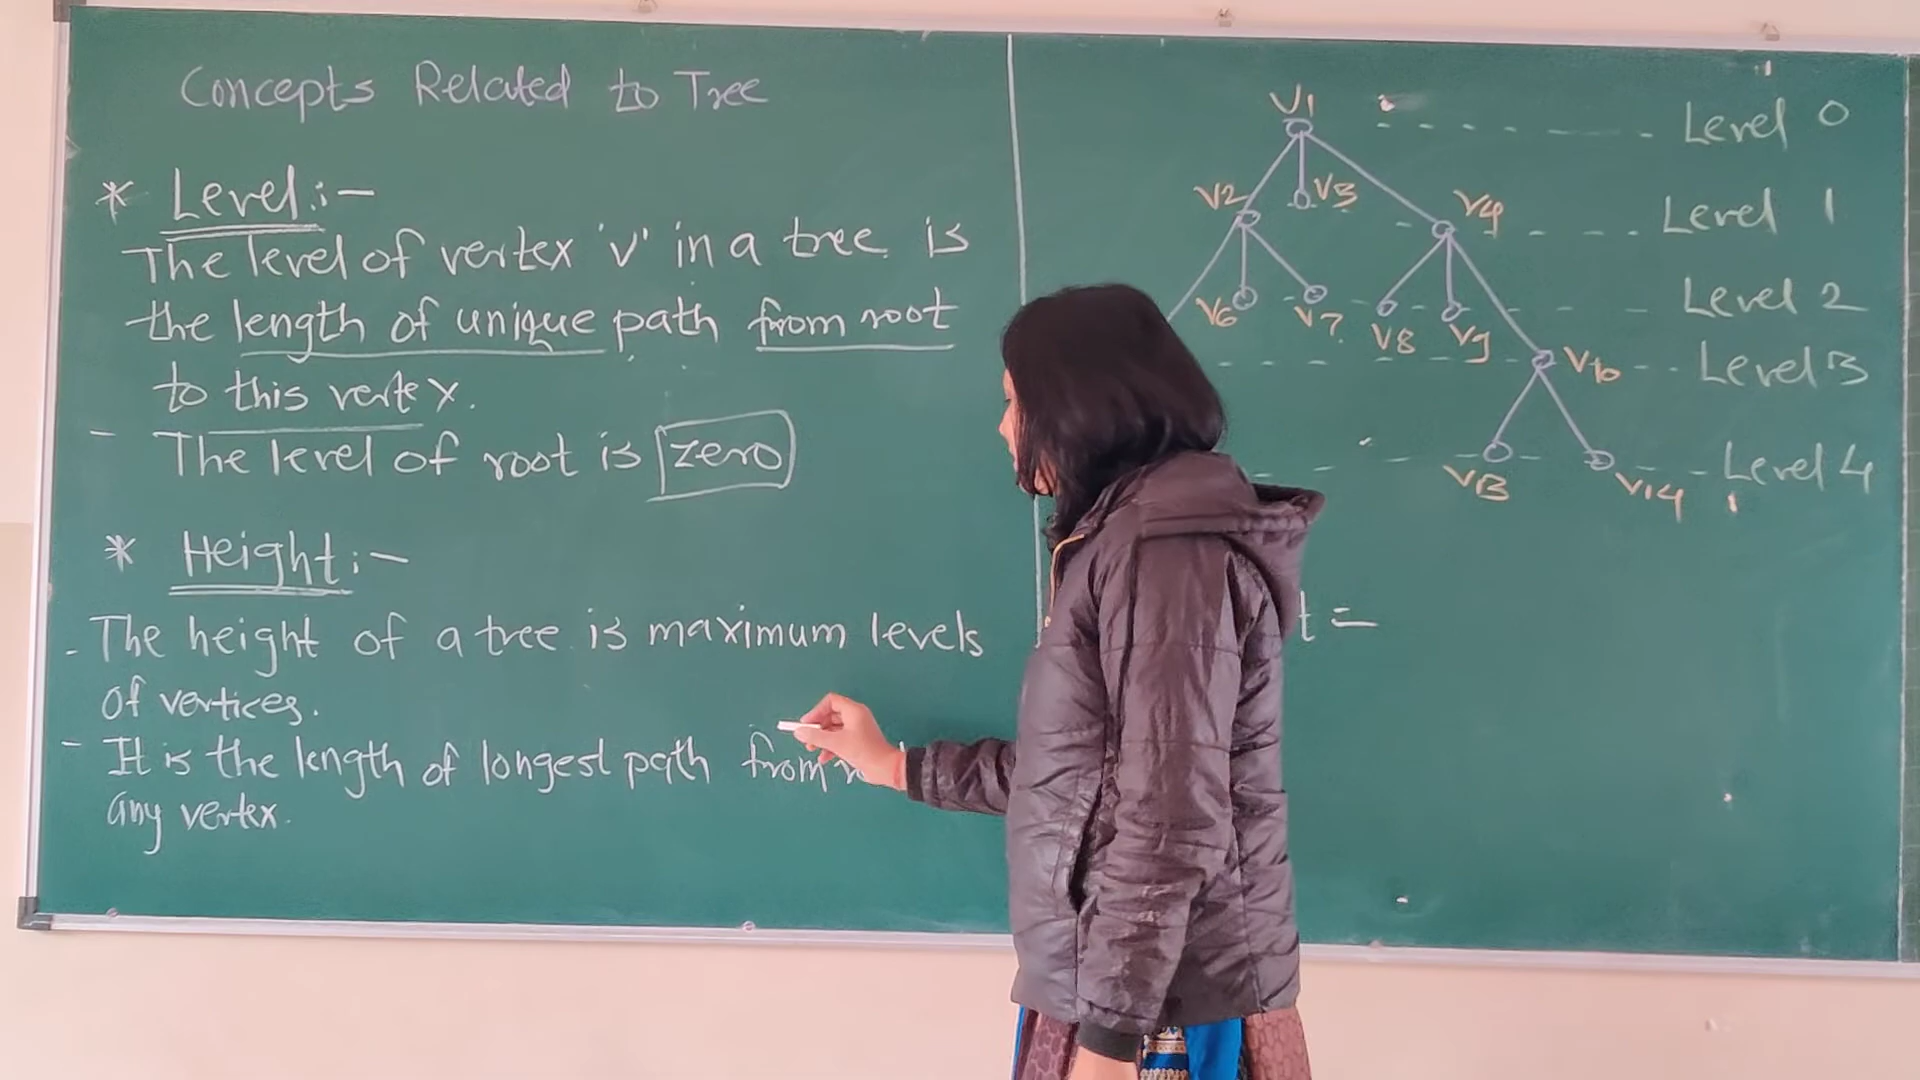 Concepts Related to Tree
* Level :-
The level of vertex 'v' in a tree is
the length of unique path from root
to this vertex.
- The level of root is zero
* Height :-
- The height of a tree is maximum levels
of vertices.
- It is the length of longest path from
any vertex.
V1
Level 0
V2 V3 V4
Level 1
V6 V7 V8 V9
Level 2
V10
Level 3
V13 V14
Level 4
t =